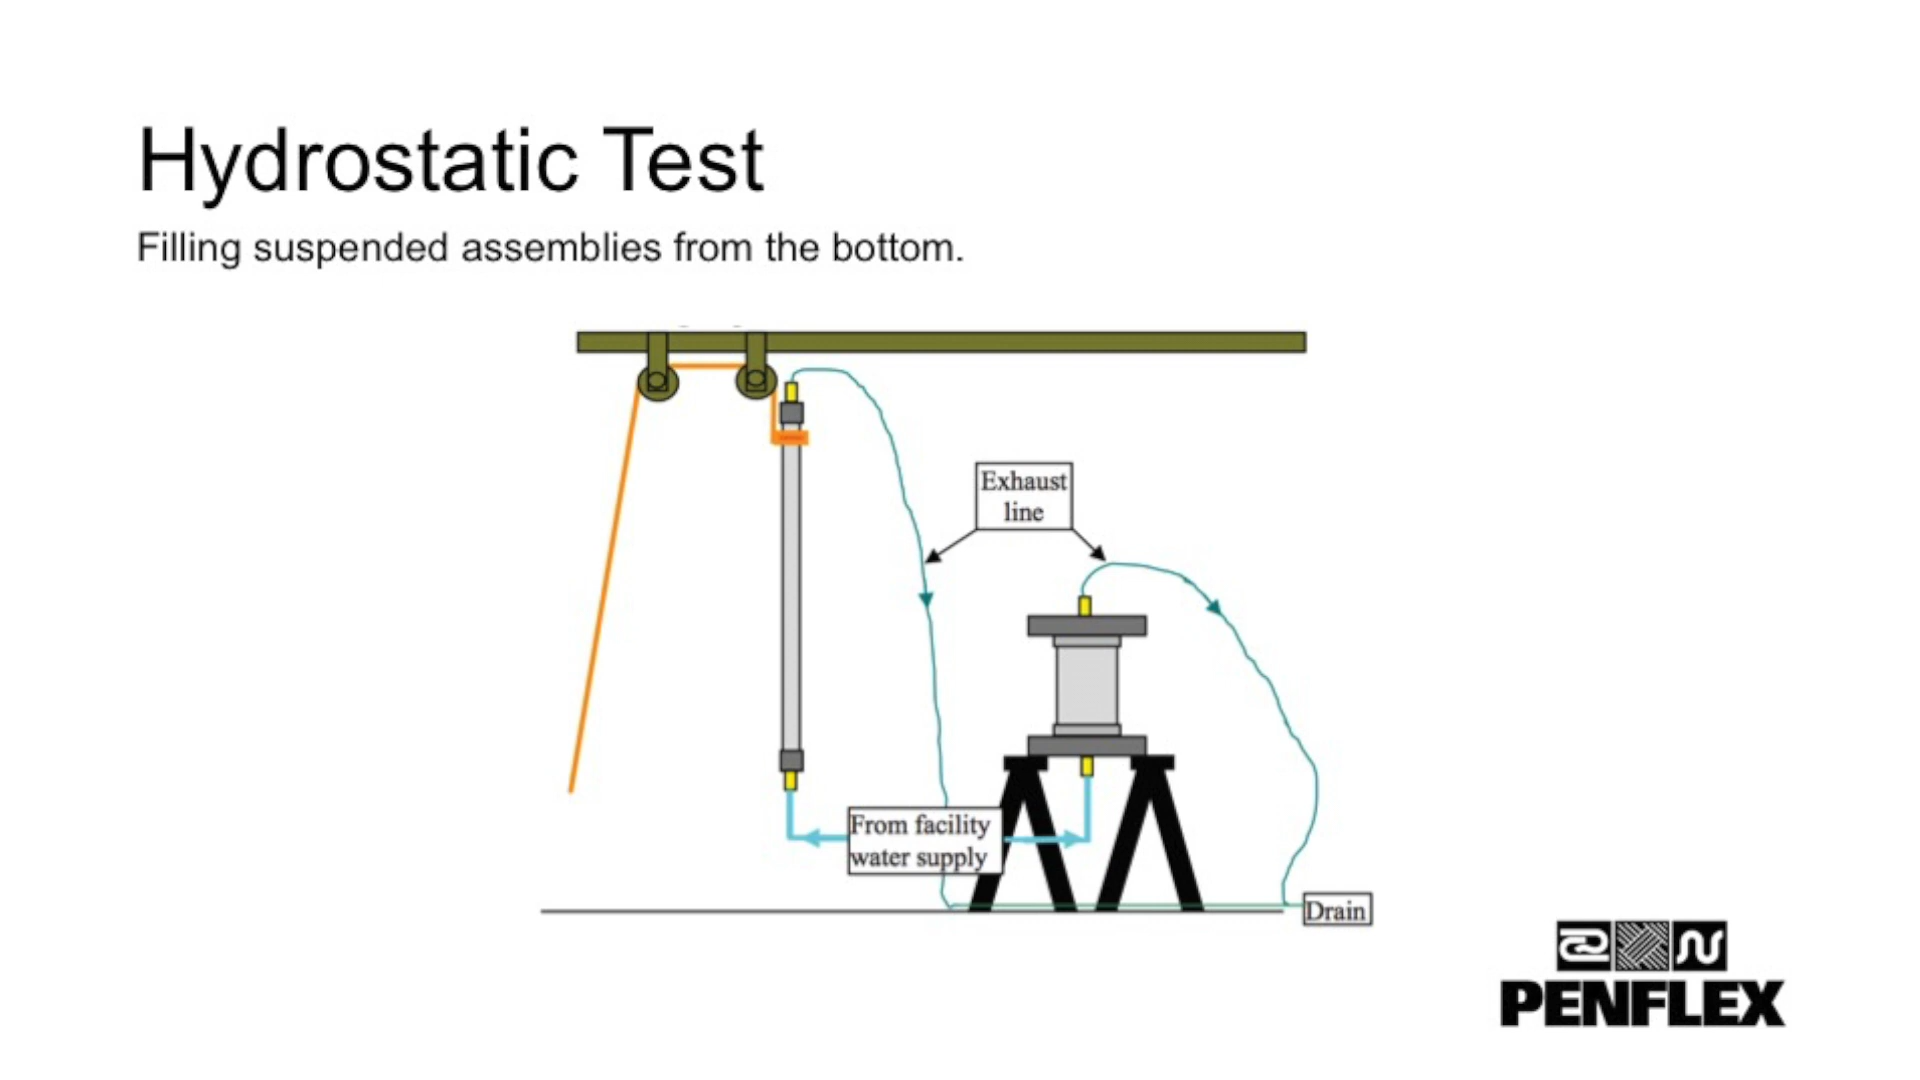 Hydrostatic Test
Filling suspended assemblies from the bottom.
Exhaust
line
From facility
water supply
Drain
PENFLEX